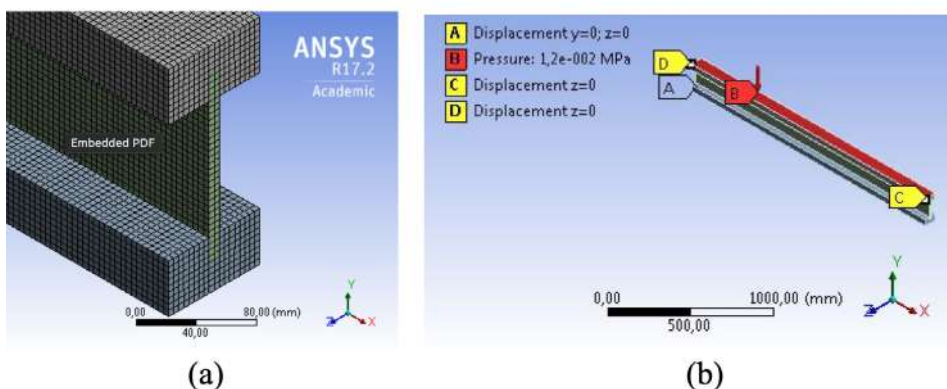 ANSYS
R17.2
Academic
Embedded PDF
0,00
80,00 (mm)
40,00
Y
Z
X
(a)
A Displacement y=0; z=0
B Pressure: 1,2e-002 MPa
C Displacement z=0
D Displacement z=0
D
A
B
C
0,00
1000,00 (mm)
500,00
Y
Z
X
(b)